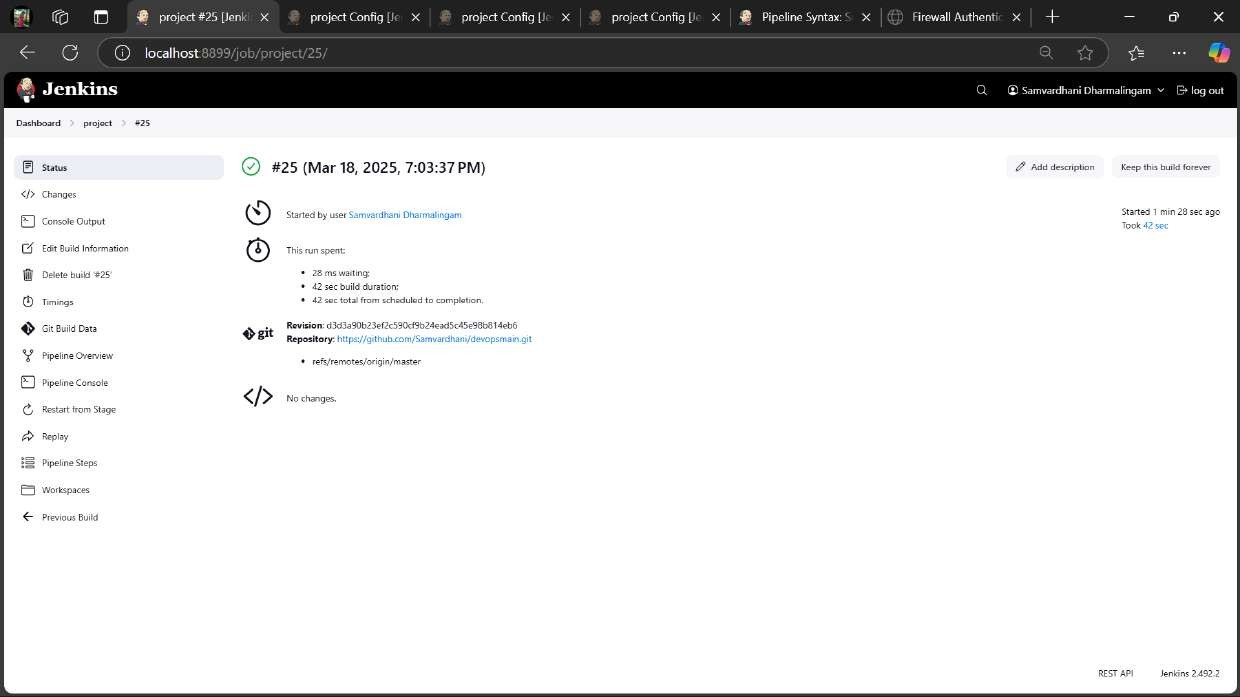 project #25 [Jenki
project Config [Je
project Config [Je
project Config [Je
Pipeline Syntax: S
Firewall Authentic
localhost:8899/job/project/25/
Jenkins
Samvardhani Dharmalingam
log out
Dashboard > project > #25
Status
Changes
Console Output
Edit Build Information
Delete build '#25'
Timings
Git Build Data
Pipeline Overview
Pipeline Console
Restart from Stage
Replay
Pipeline Steps
Workspaces
Previous Build
#25 (Mar 18, 2025, 7:03:37 PM)
Add description
Keep this build forever
Started by user Samvardhani Dharmalingam
Started 1 min 28 sec ago
Took 42 sec
This run spent:
• 28 ms waiting;
• 42 sec build duration;
• 42 sec total from scheduled to completion.
git
Revision: d3d3a90b23ef2c590cf9b24ead5c45e98b814eb6
Repository: https://github.com/Samvardhani/devopsmain.git
• refs/remotes/origin/master
No changes.
REST API
Jenkins 2.492.2